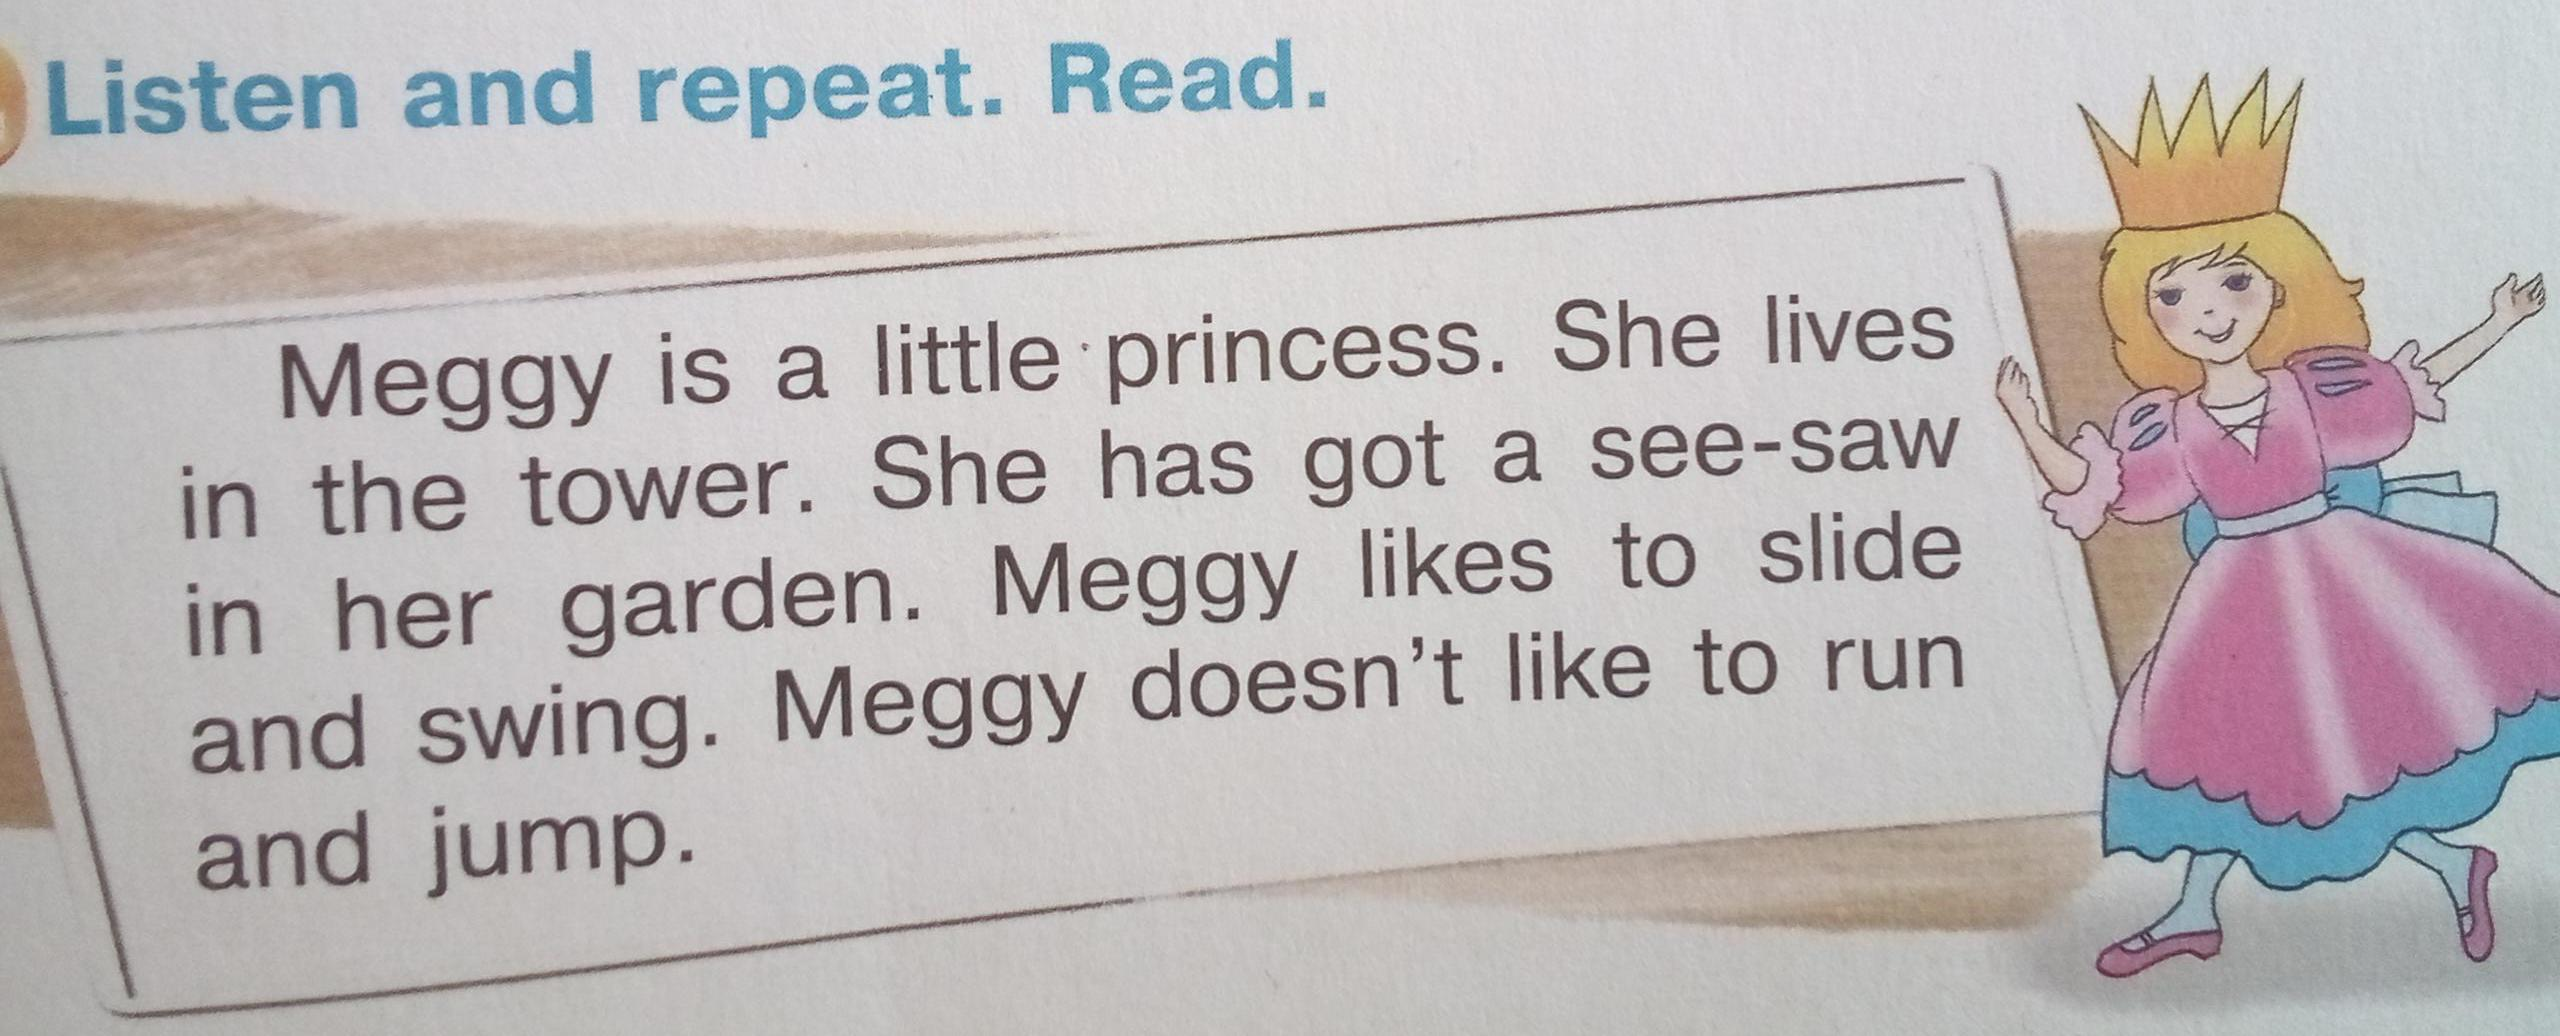 Listen and repeat. Read.
Meggy is a little princess. She lives
in the tower. She has got a see-saw
in her garden. Meggy likes to slide
and swing. Meggy doesn't like to run
and jump.